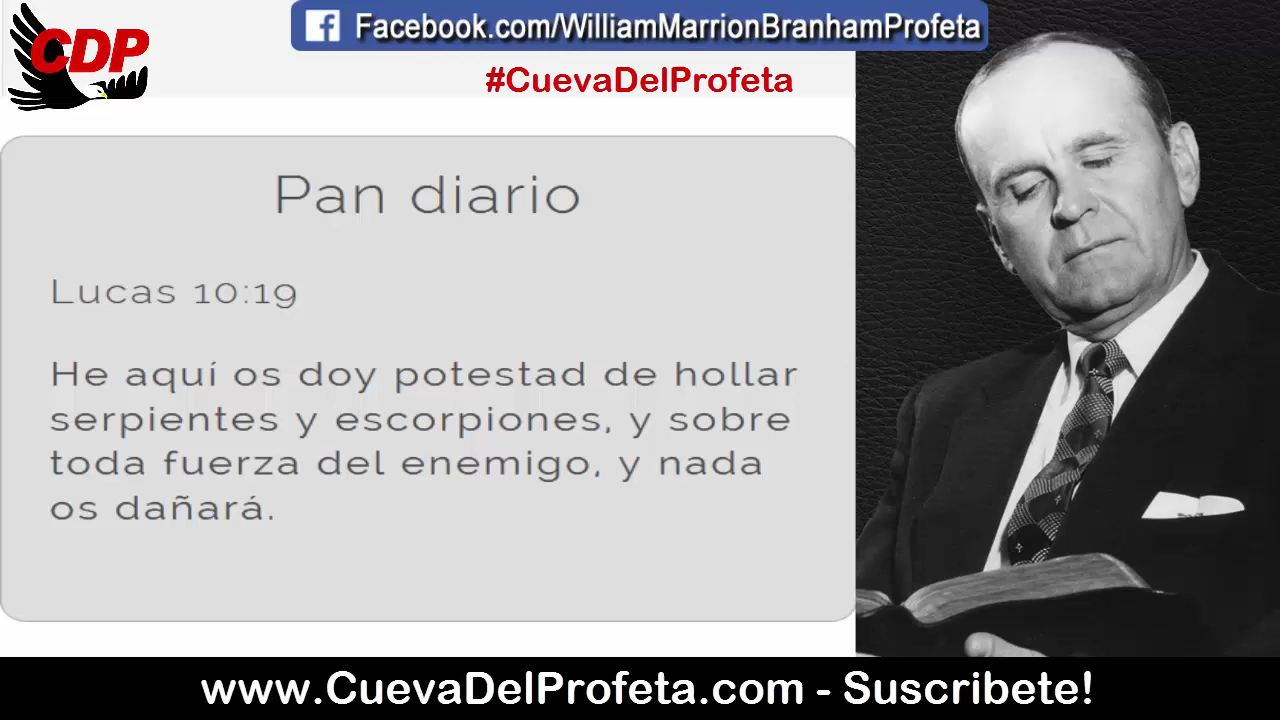 CDP
Facebook.com/WilliamMarrionBranhamProfeta
#CuevaDelProfeta
Pan diario
Lucas 10:19
He aquí os doy potestad de hollar
serpientes y escorpiones, y sobre
toda fuerza del enemigo, y nada
os dañará.
www.CuevaDelProfeta.com - Suscribete!